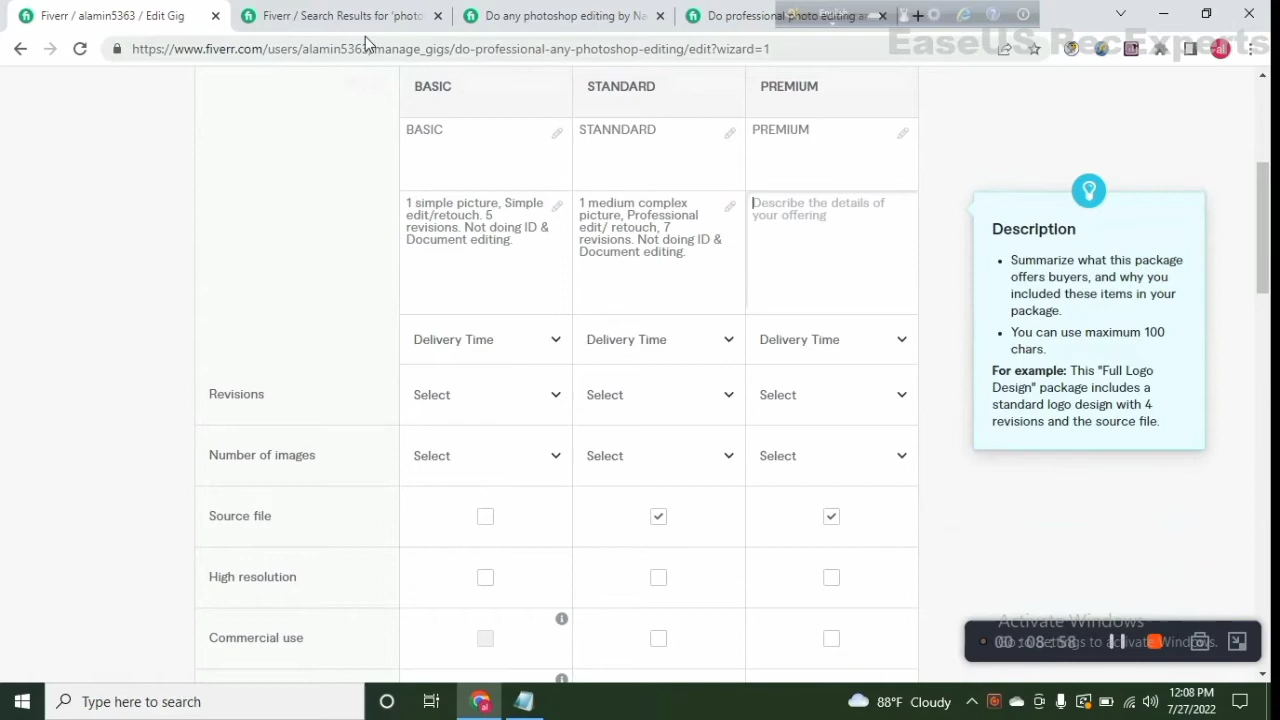 Fiverr / alamin5363 / Edit Gig
Fiverr / Search Results for 'photo
Do any photoshop editing by Na
Do professional photo editing an
English
EaseUS RecExperts
https://www.fiverr.com/users/alamin5363/manage_gigs/do-professional-any-photoshop-editing/edit?wizard=1
BASIC STANDARD PREMIUM
BASIC STANNDARD PREMIUM
1 simple picture, Simple
edit/retouch. 5
revisions. Not doing ID &
Document editing.
1 medium complex
picture, Professional
edit/ retouch, 7
revisions. Not doing ID &
Document editing.
Describe the details of
your offering
Description
Summarize what this package
offers buyers, and why you
included these items in your
package.
You can use maximum 100
chars.
For example: This "Full Logo
Design" package includes a
standard logo design with 4
revisions and the source file.
Delivery Time Delivery Time Delivery Time
Revisions Select Select Select
Number of images Select Select Select
Source file
High resolution
Commercial use
Activate Windows
Go to Settings to activate Windows.
00:08:58
Type here to search
88°F Cloudy
12:08 PM
7/27/2022